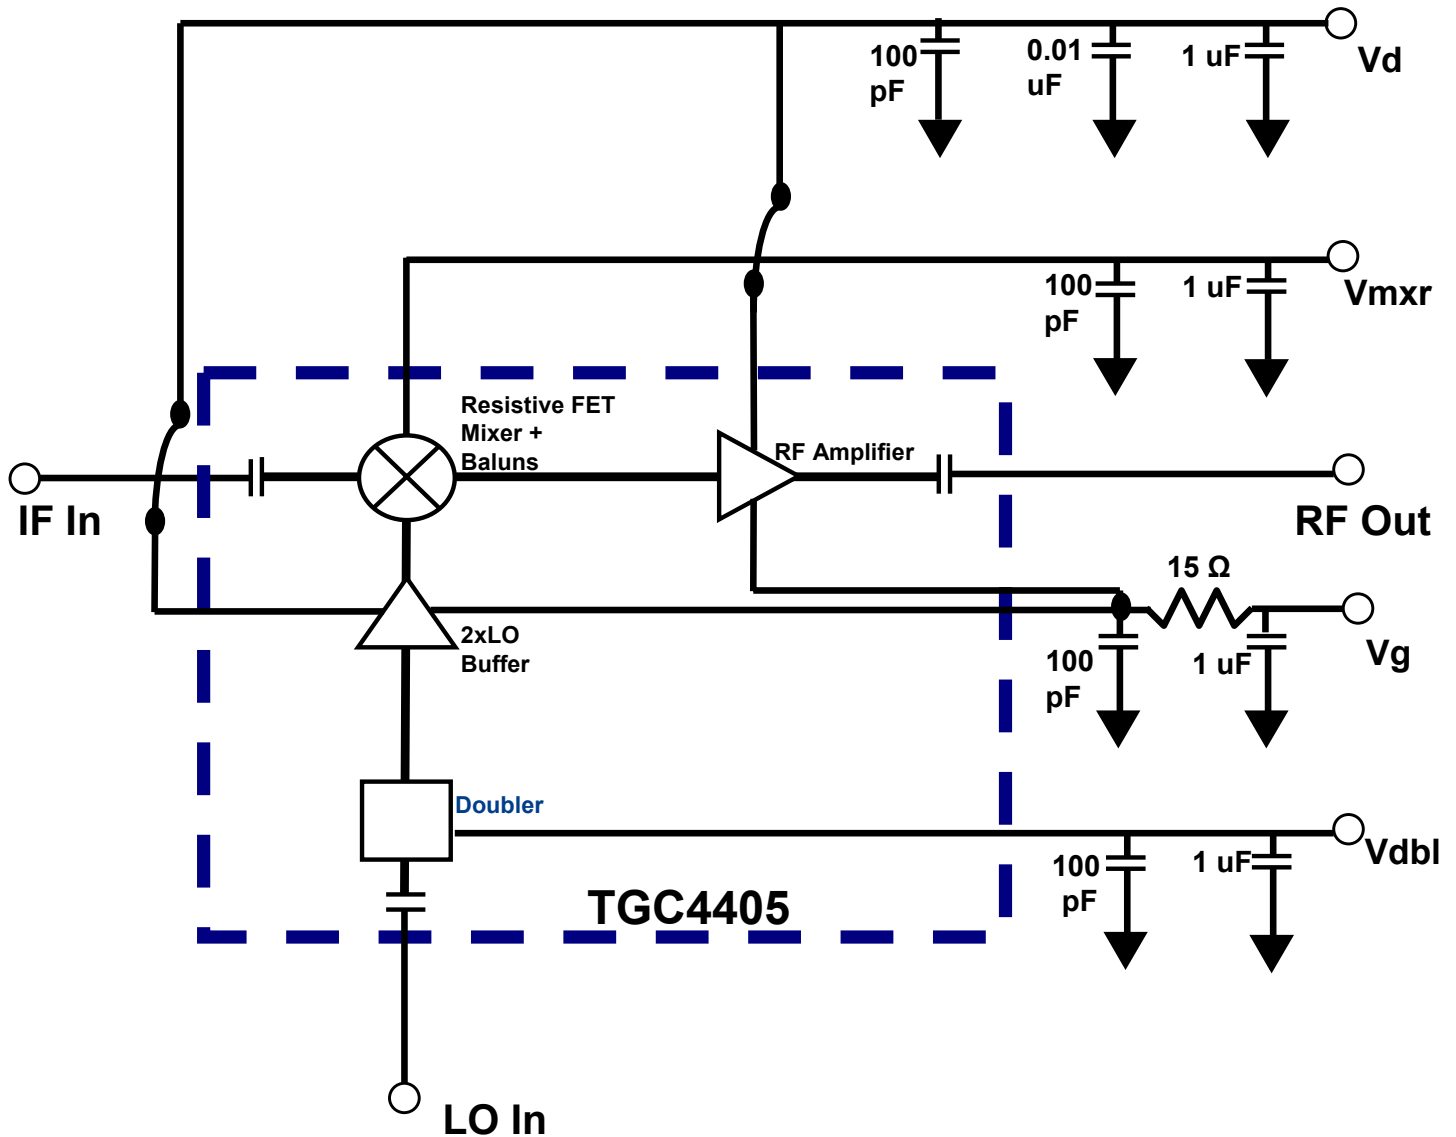 100
pF
0.01
uF
1 uF
Vd
100
pF
1 uF
Vmxr
Resistive FET
Mixer +
Baluns
RF Amplifier
IF In
RF Out
15 Ω
2xLO
Buffer
100
pF
1 uF
Vg
Doubler
100
pF
1 uF
Vdbl
TGC4405
LO In